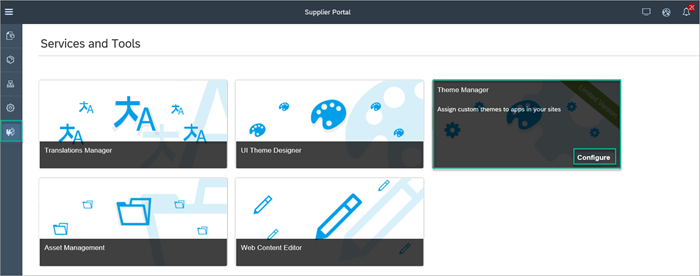 Supplier Portal
Services and Tools
Translations Manager
UI Theme Designer
Theme Manager
Assign custom themes to apps in your sites
Configure
Asset Management
Web Content Editor